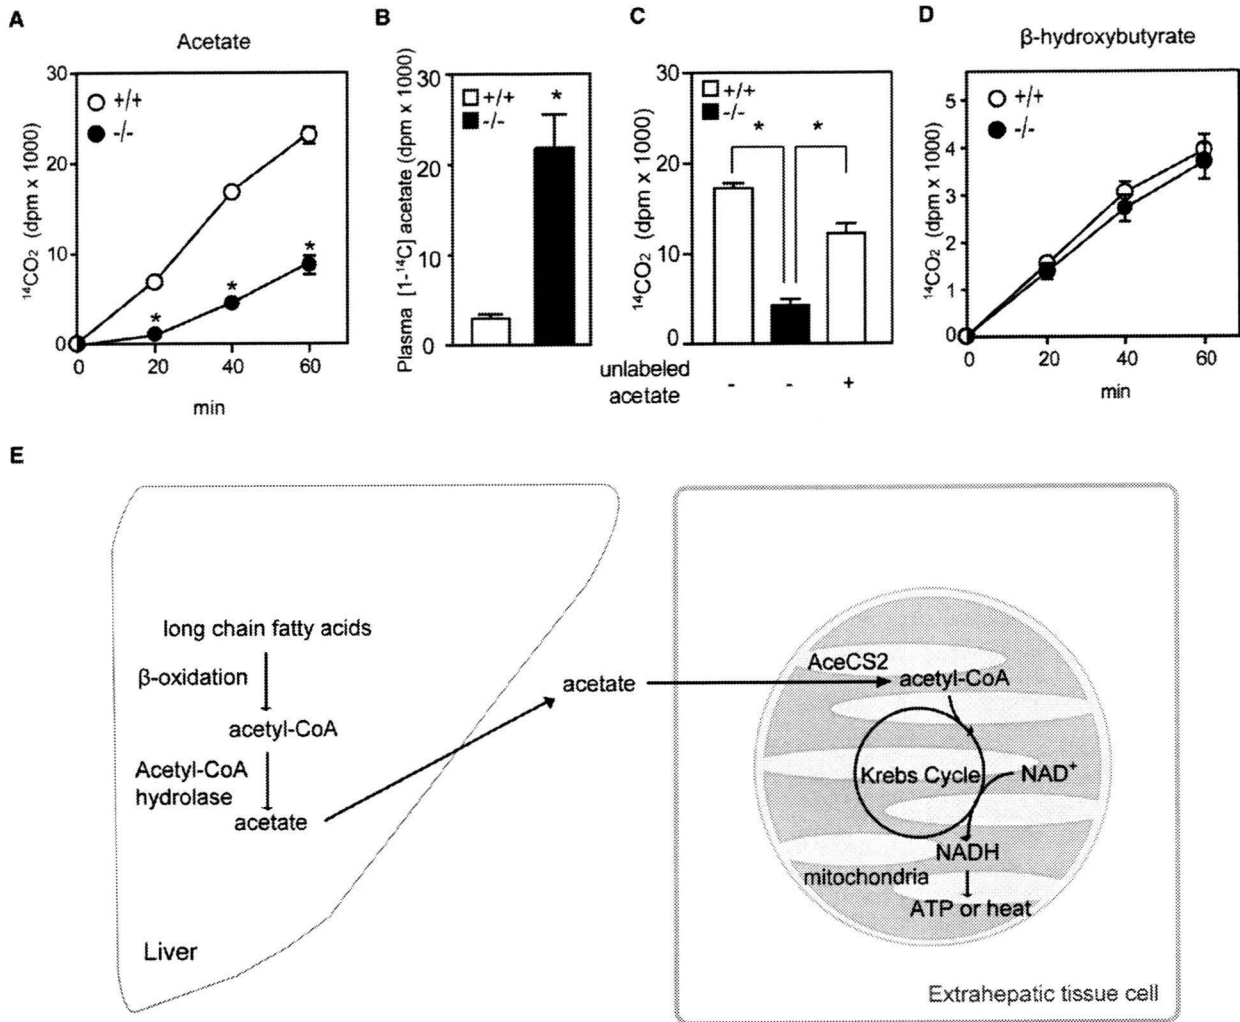 A
Acetate
30
20
10
0
¹⁴CO₂ (dpm x 1000)
+/+
-/-
*
*
*
0
20
40
60
min
B
30
20
10
0
Plasma [1-¹⁴C] acetate (dpm x 1000)
+/+
-/-
*
C
30
20
10
0
¹⁴CO₂ (dpm x 1000)
+/+
-/-
*
*
unlabeled
acetate
-
-
+
D
β-hydroxybutyrate
5
4
3
2
1
0
¹⁴CO₂ (dpm x 1000)
+/+
-/-
0
20
40
60
min
E
long chain fatty acids
β-oxidation
acetyl-CoA
Acetyl-CoA
hydrolase
acetate
Liver
acetate
AceCS2
acetyl-CoA
Krebs Cycle
NAD⁺
NADH
mitochondria
ATP or heat
Extrahepatic tissue cell